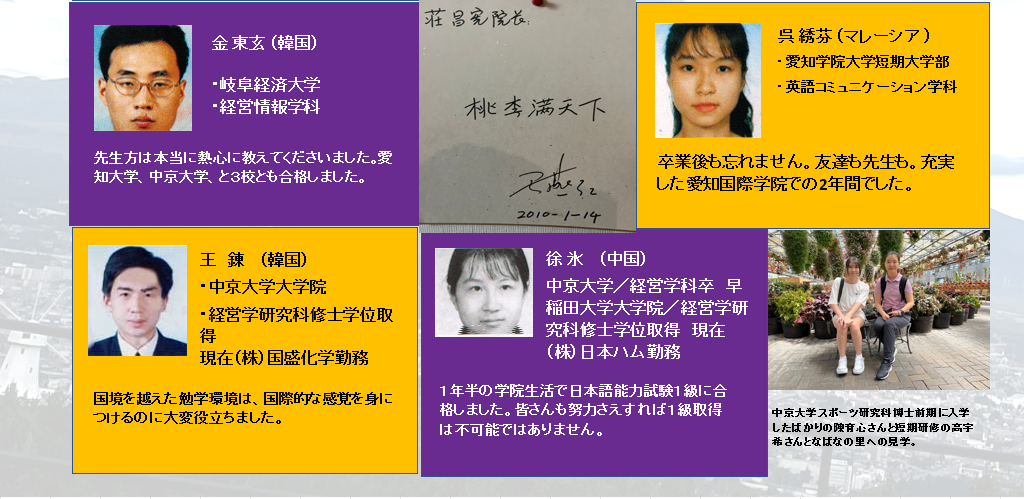 金 東玄（韓国）
・岐阜経済大学
・経営情報学科
先生方は本当に熱心に教えてくださいました。愛
知大学、中京大学、と３校とも合格しました。
荘昌宪院长:
桃李满天下
2010-1-14
呉 綉芬（マレーシア）
・愛知学院大学短期大学部
・英語コミュニケーション学科
卒業後も忘れません。友達も先生も。充実
した愛知国際学院での2年間でした。
王　錬　（韓国）
・中京大学大学院
・経営学研究科修士学位取
得
現在（株）国盛化学勤務
国境を越えた勉学環境は、国際的な感覚を身に
つけるのに大変役立ちました。
徐 氷　（中国）
中京大学／経営学科卒　早
稲田大学大学院／経営学研
究科修士学位取得　現在
（株）日本ハム勤務
１年半の学院生活で日本語能力試験１級に合
格しました。皆さんも努力さえすれば１級取得
は不可能ではありません。
中京大学スポーツ研究科博士前期に入学
したばかりの陳育心さんと短期研修の高宇
希さんとなばなの里への見学。